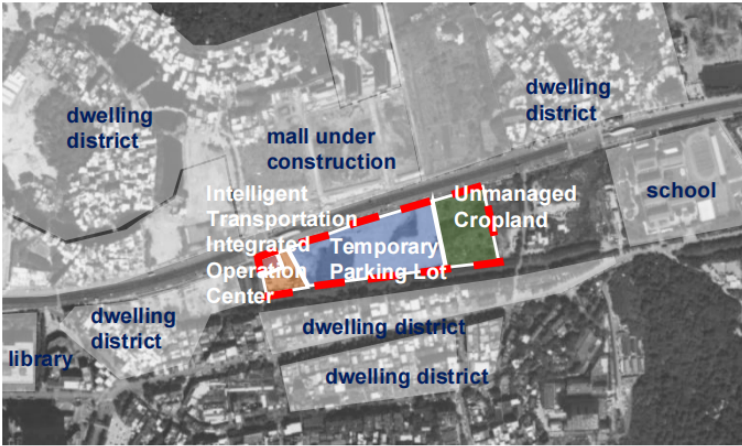 dwelling
district
dwelling
district
mall under
construction
Intelligent
Transportation
Integrated
Operation
Center
Unmanaged
Cropland
school
Temporary
Parking Lot
dwelling
district
dwelling district
library
dwelling district